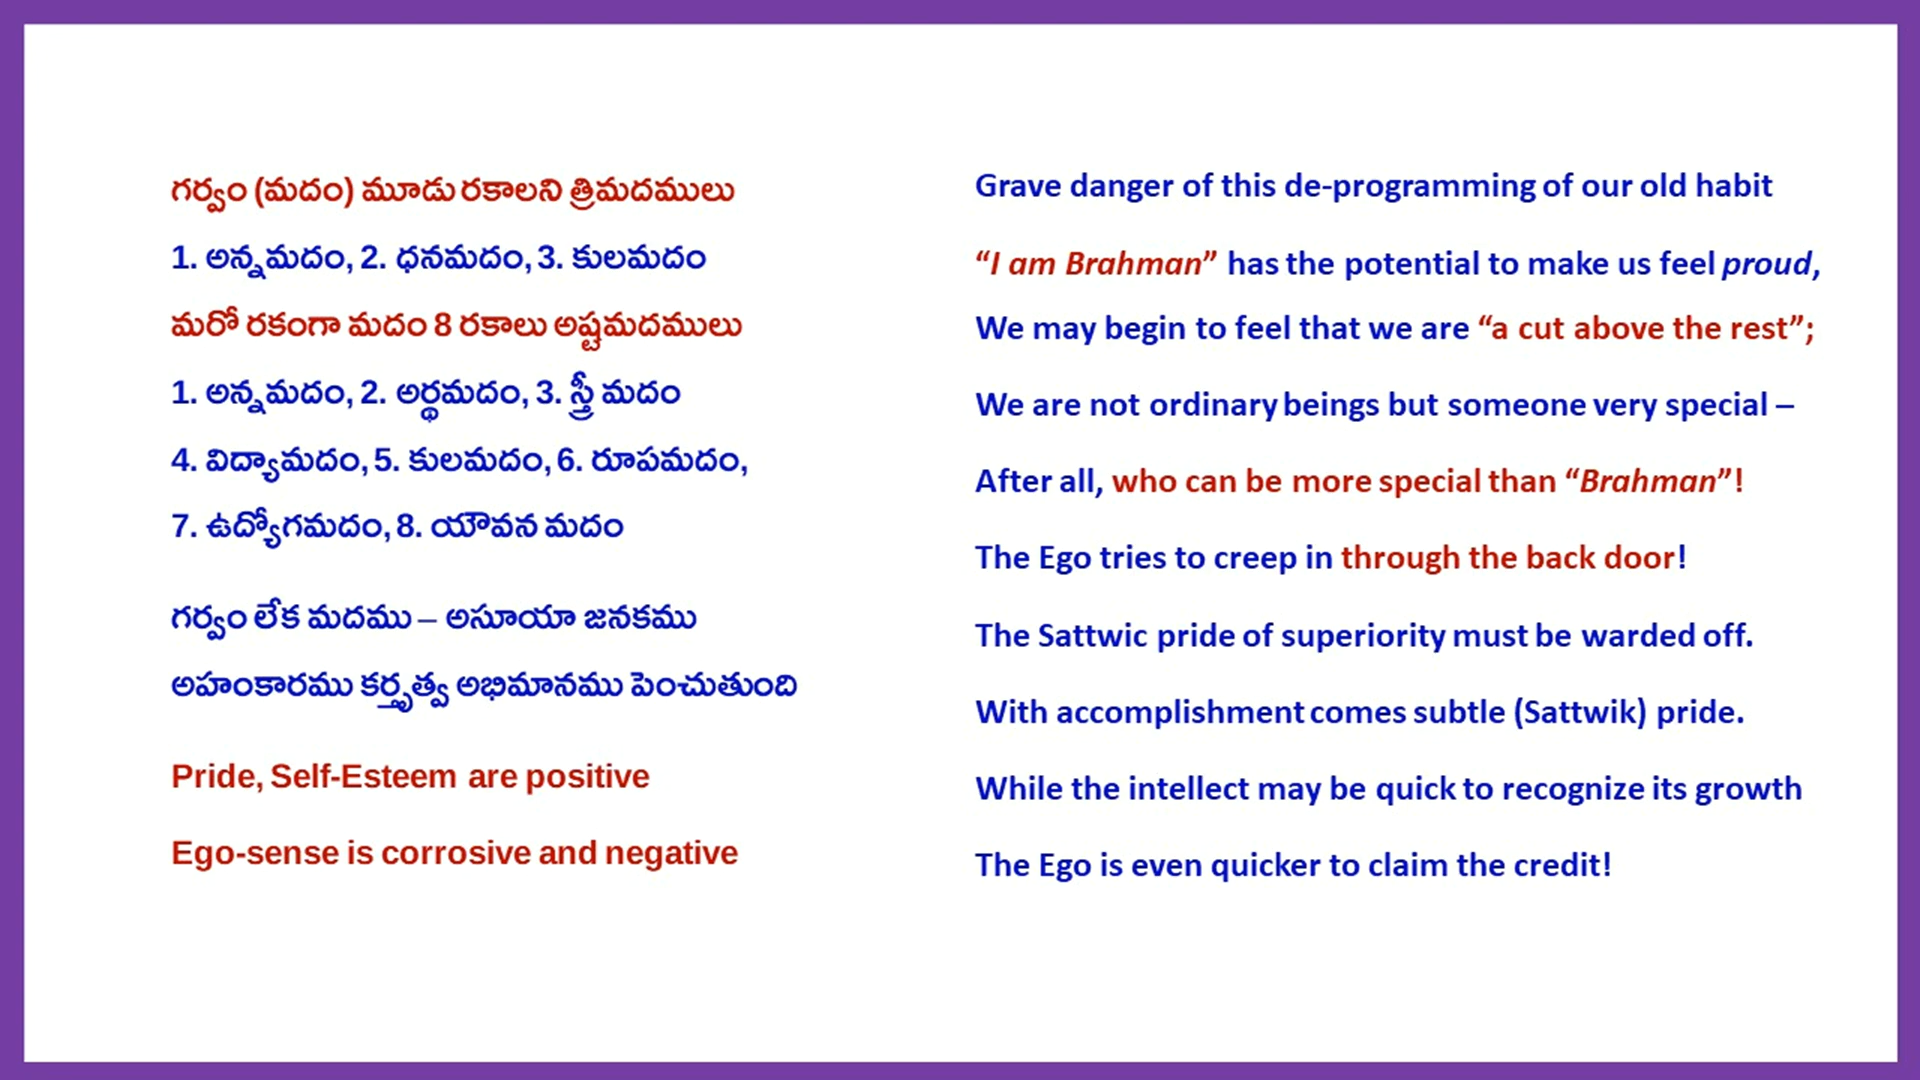 గర్వం (మదం) మూడు రకాలని త్రిమదములు
1. అన్నమదం, 2. ధనమదం, 3. కులమదం
మరో రకంగా మదం 8 రకాలు అష్టమదములు
1. అన్నమదం, 2. అర్థమదం, 3. స్త్రీ మదం
4. విద్యామదం, 5. కులమదం, 6. రూపమదం,
7. ఉద్యోగమదం, 8. యౌవన మదం
గర్వం లేక మదము – అసూయా జనకము
అహంకారము కర్తృత్వ అభిమానము పెంచుతుంది
Pride, Self-Esteem are positive
Ego-sense is corrosive and negative
Grave danger of this de-programming of our old habit
“I am Brahman” has the potential to make us feel proud,
We may begin to feel that we are “a cut above the rest”;
We are not ordinary beings but someone very special –
After all, who can be more special than “Brahman”!
The Ego tries to creep in through the back door!
The Sattwic pride of superiority must be warded off.
With accomplishment comes subtle (Sattwik) pride.
While the intellect may be quick to recognize its growth
The Ego is even quicker to claim the credit!